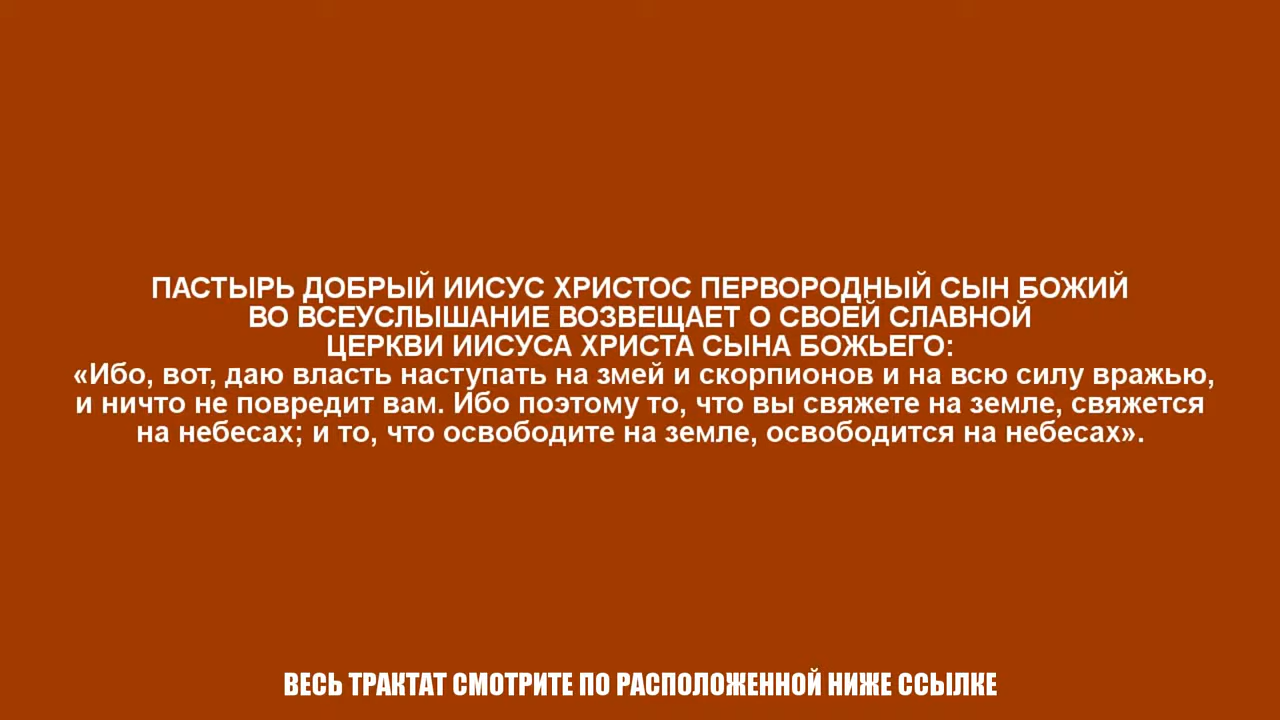 ПАСТЫРЬ ДОБРЫЙ ИИСУС ХРИСТОС ПЕРВОРОДНЫЙ СЫН БОЖИЙ
ВО ВСЕУСЛЫШАНИЕ ВОЗВЕЩАЕТ О СВОЕЙ СЛАВНОЙ
ЦЕРКВИ ИИСУСА ХРИСТА СЫНА БОЖЬЕГО:
«Ибо, вот, даю власть наступать на змей и скорпионов и на всю силу вражью,
и ничто не повредит вам. Ибо поэтому то, что вы свяжете на земле, свяжется
на небесах; и то, что освободите на земле, освободится на небесах».
ВЕСЬ ТРАКТАТ СМОТРИТЕ ПО РАСПОЛОЖЕННОЙ НИЖЕ ССЫЛКЕ